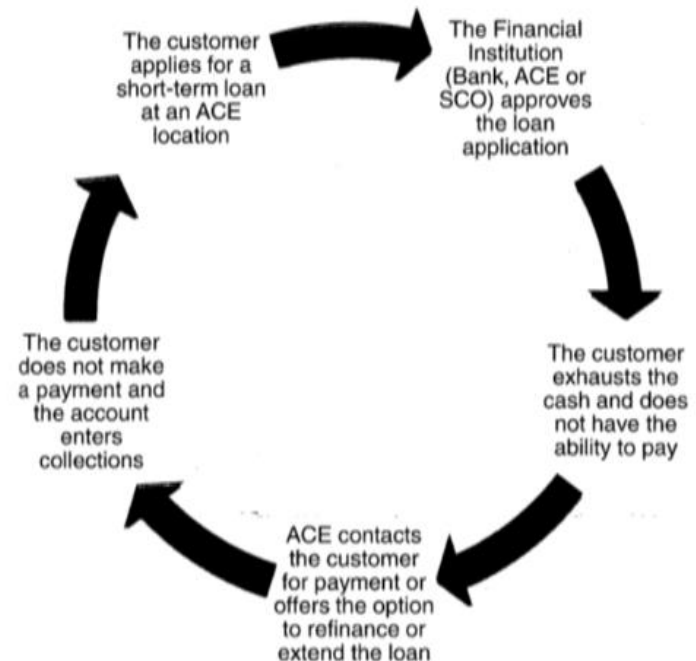 The customer
applies for a
short-term loan
at an ACE
location
The Financial
Institution
(Bank, ACE or
SCO) approves
the loan
application
The customer
exhausts the
cash and does
not have the
ability to pay
ACE contacts
the customer
for payment or
offers the option
to refinance or
extend the loan
The customer
does not make
a payment and
the account
enters
collections